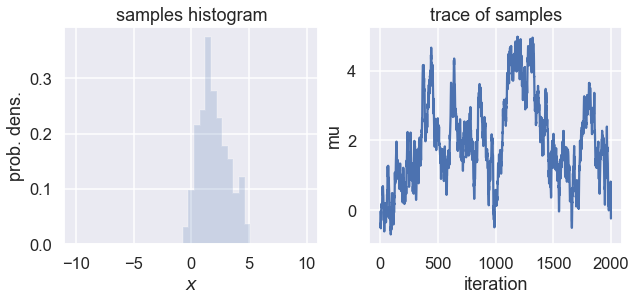 samples histogram
prob. dens.
0.3
0.2
0.1
0.0
−10
−5
0
5
10
x
trace of samples
mu
4
2
0
0
500
1000
1500
2000
iteration